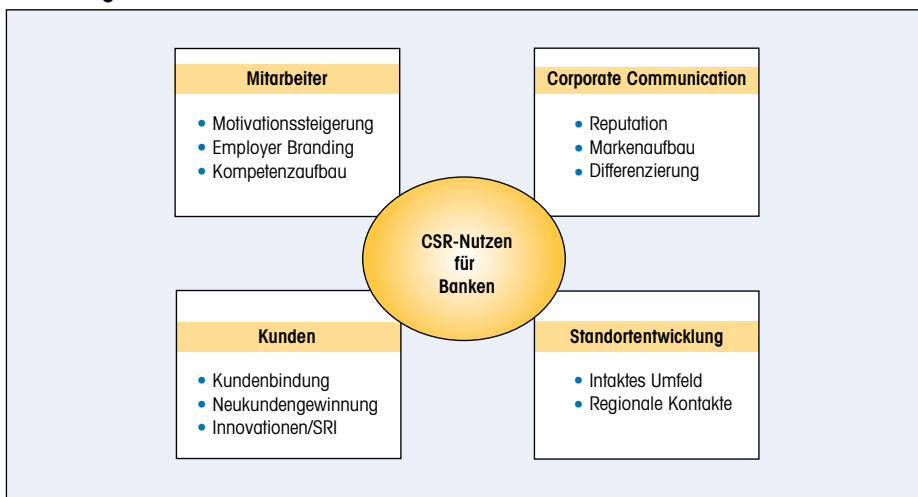 Mitarbeiter
• Motivationssteigerung
• Employer Branding
• Kompetenzaufbau
Corporate Communication
• Reputation
• Markenaufbau
• Differenzierung
CSR-Nutzen
für
Banken
Kunden
• Kundenbindung
• Neukundengewinnung
• Innovationen/SRI
Standortentwicklung
• Intaktes Umfeld
• Regionale Kontakte